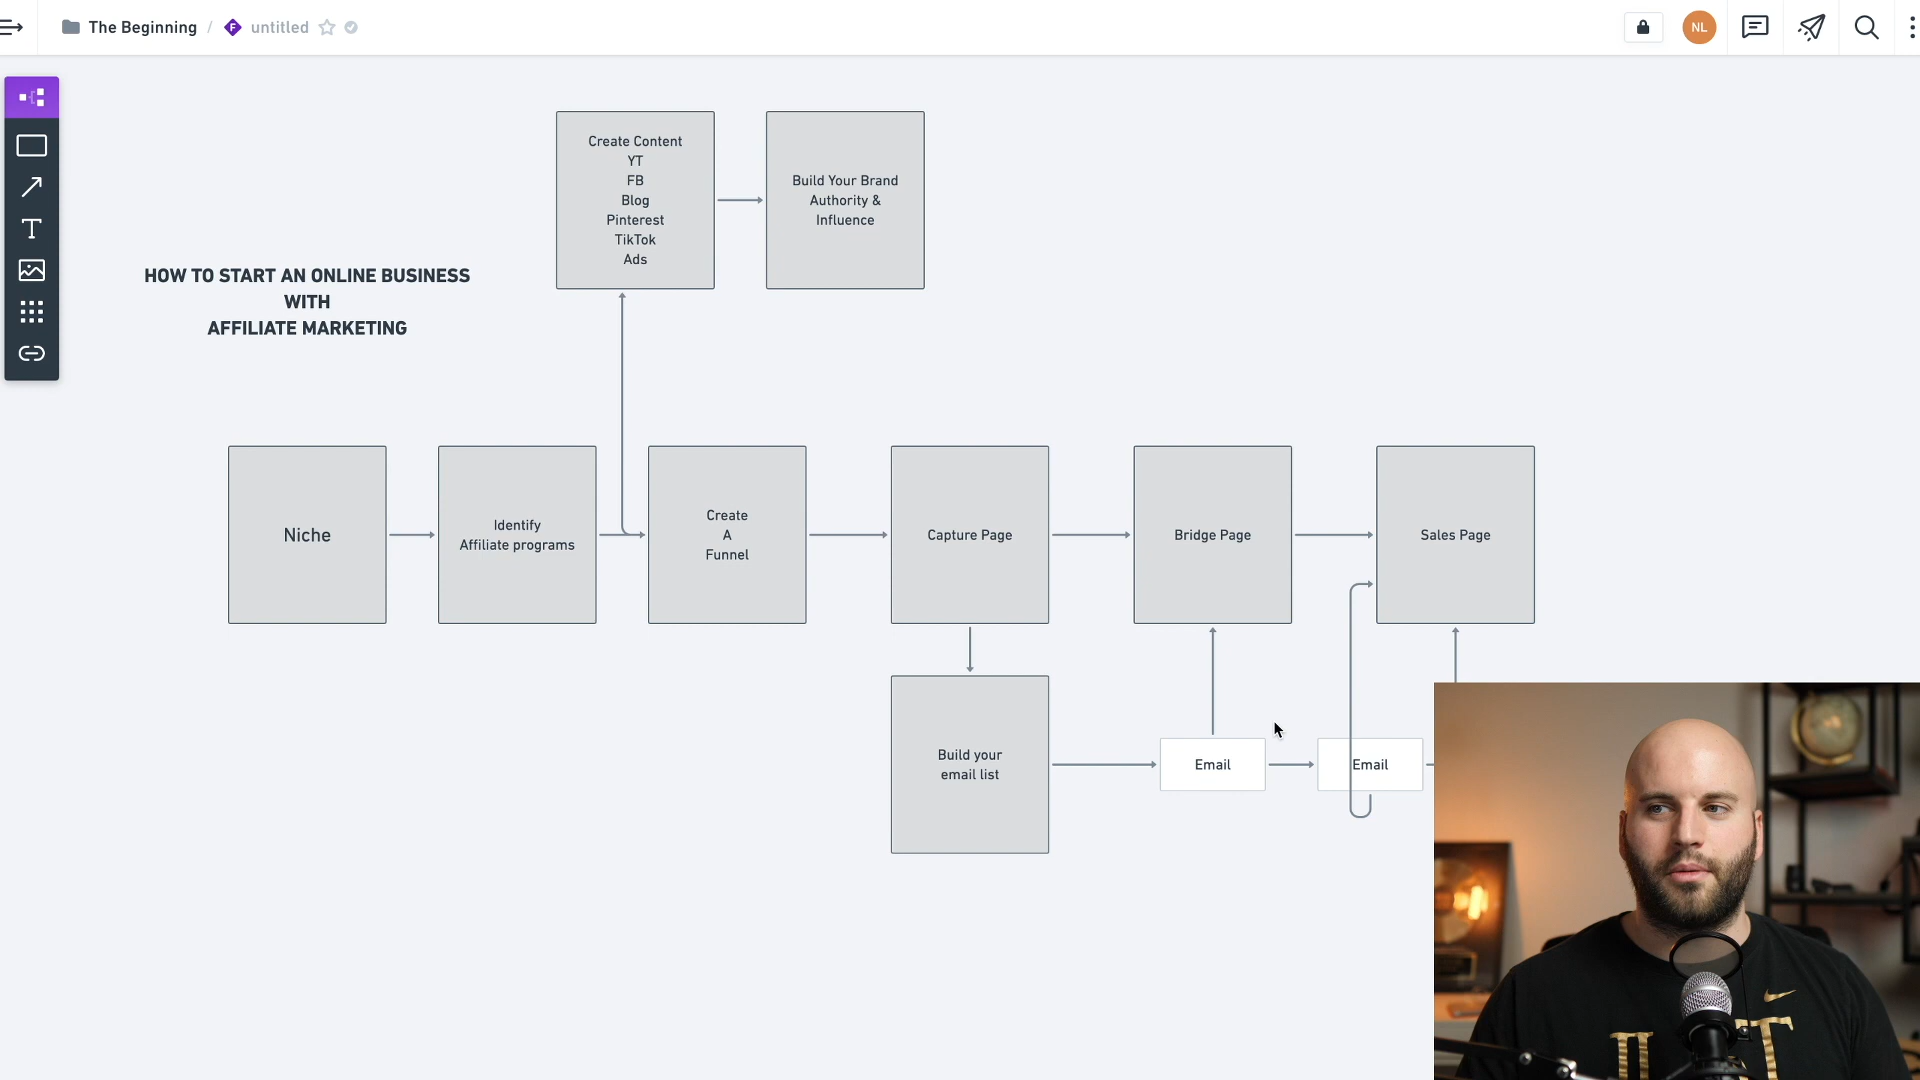 The Beginning / untitled
NL
Create Content
YT
FB
Blog
Pinterest
TikTok
Ads
Build Your Brand
Authority &
Influence
HOW TO START AN ONLINE BUSINESS
WITH
AFFILIATE MARKETING
Niche
Identify
Affiliate programs
Create
A
Funnel
Capture Page
Bridge Page
Sales Page
Build your
email list
Email
Email